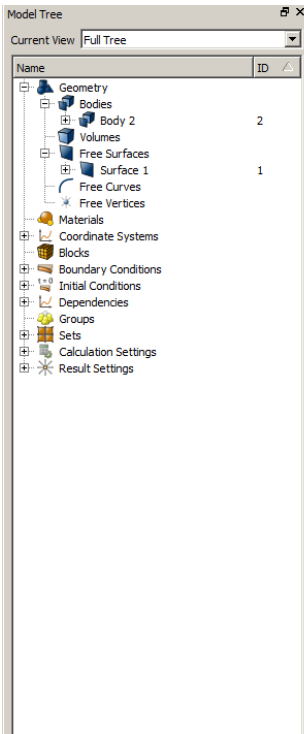 Model Tree
Current View Full Tree
Name ID
Geometry
Bodies
Body 2 2
Volumes
Free Surfaces
Surface 1 1
Free Curves
Free Vertices
Materials
Coordinate Systems
Blocks
Boundary Conditions
t=0 Initial Conditions
Dependencies
Groups
Sets
Calculation Settings
Result Settings